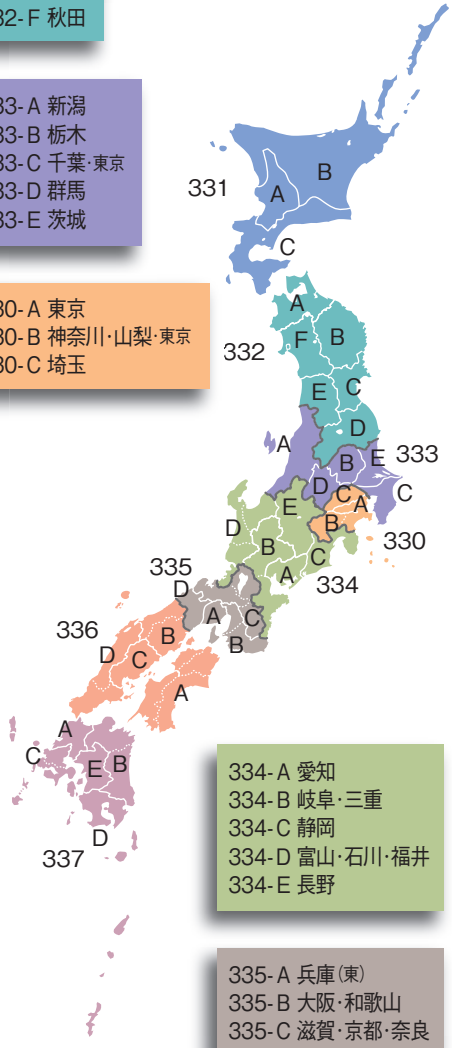 32-F 秋田
33-A 新潟
33-B 栃木
33-C 千葉・東京
33-D 群馬
33-E 茨城
30-A 東京
30-B 神奈川・山梨・東京
30-C 埼玉
331
A
B
C
332
A
F
B
E
C
D
333
A
B
E
D
C
330
C
A
B
334
E
D
B
C
A
335
D
A
C
B
336
B
D
C
A
337
A
C
E
B
D
334-A 愛知
334-B 岐阜・三重
334-C 静岡
334-D 富山・石川・福井
334-E 長野
335-A 兵庫(東)
335-B 大阪・和歌山
335-C 滋賀・京都・奈良